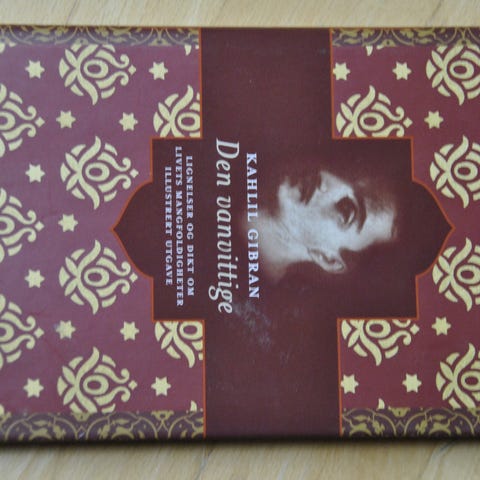 KAHLIL GIBRAN
Den vanvittige
LIGNELSER OG DIKT OM
LIVETS MANGFOLDIGHETER
ILLUSTRERT UTGAVE